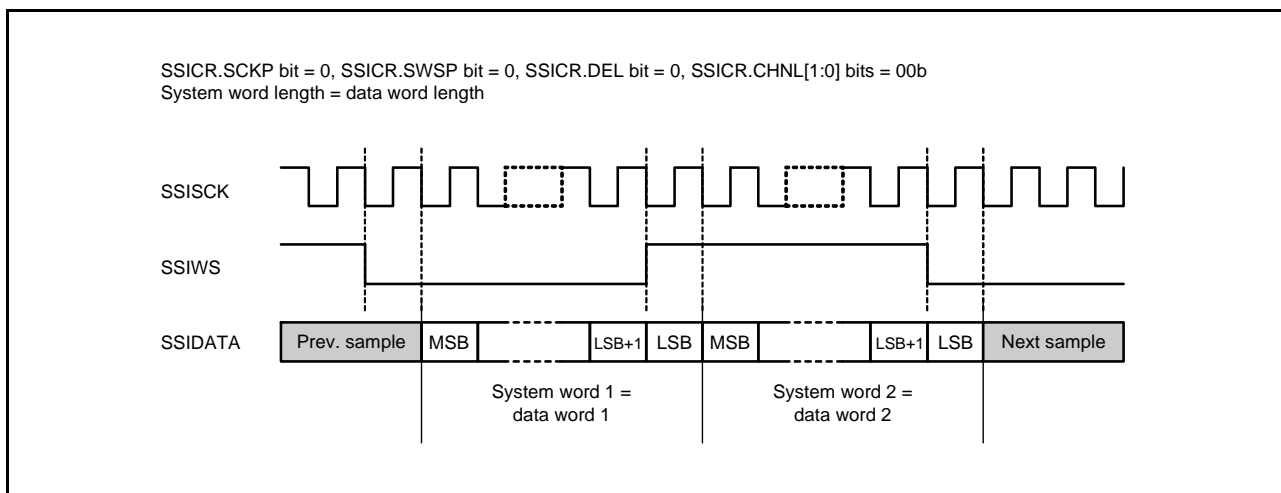 SSICR.SCKP bit = 0, SSICR.SWSP bit = 0, SSICR.DEL bit = 0, SSICR.CHNL[1:0] bits = 00b
System word length = data word length
SSISCK
SSIWS
SSIDATA
Prev. sample
MSB
LSB+1
LSB
MSB
LSB+1
LSB
Next sample
System word 1 =
data word 1
System word 2 =
data word 2